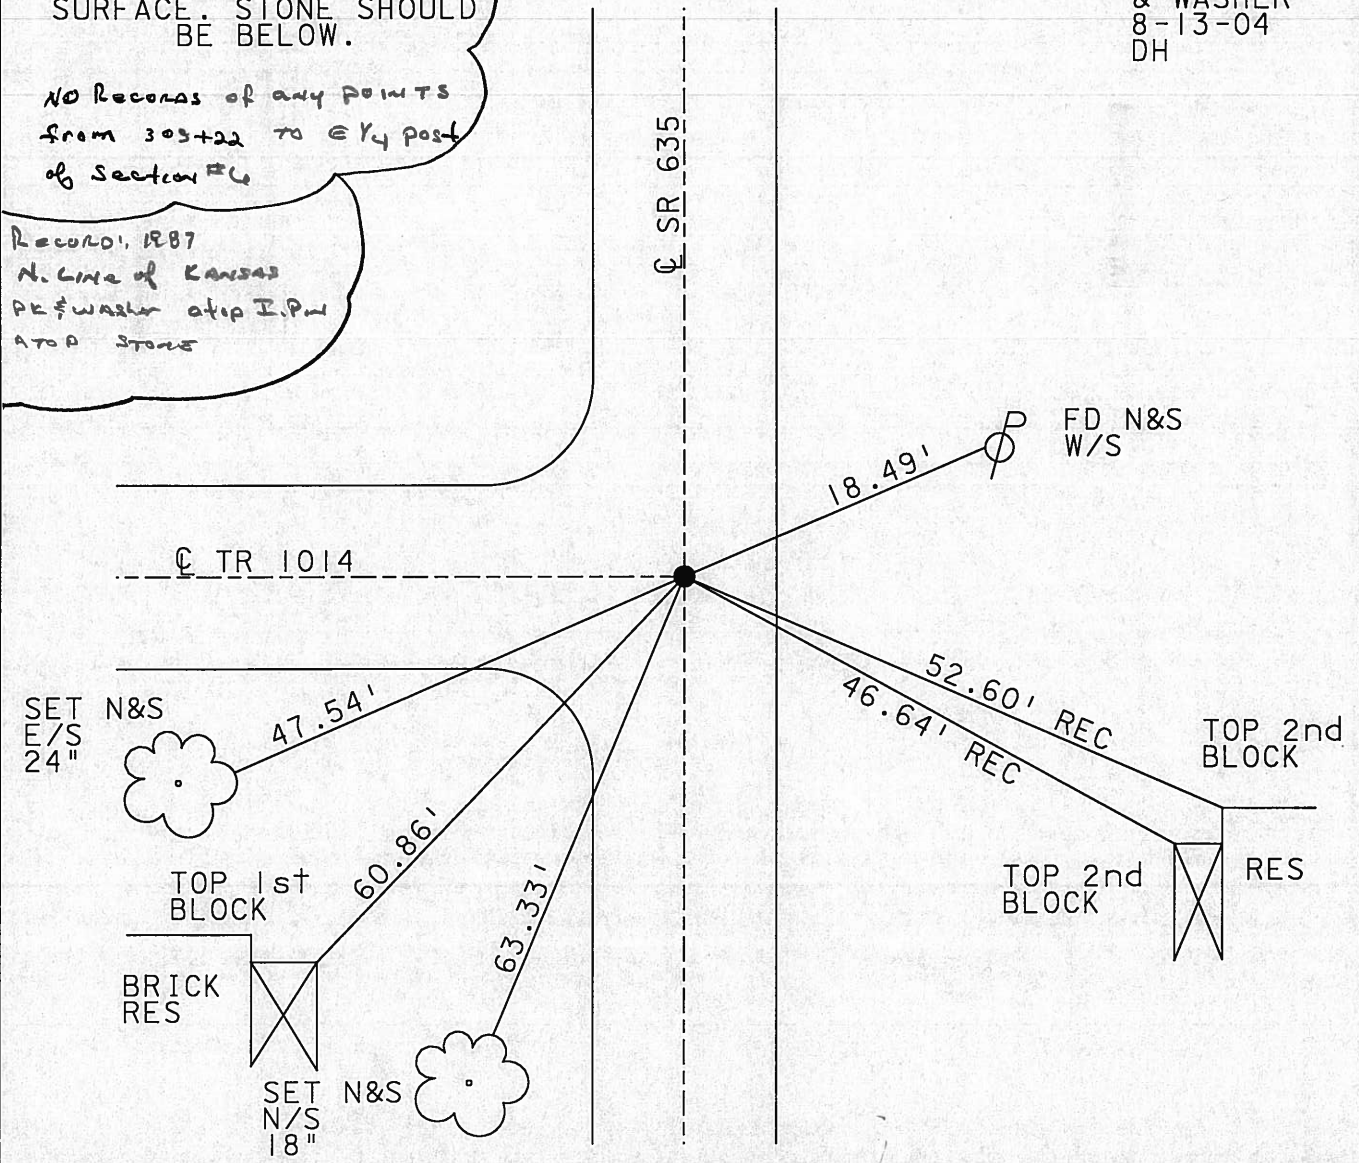 SURFACE. STONE SHOULD
BE BELOW.
& WASHER
8-13-04
DH
NO Records of any POINTS
from 309+22 TO E 1/4 post
of Section #6
Record: 1987
N. Line of KANSAS
PK & WASHER atop I.Pin
ATOP STONE
℄ SR 635
FD N&S
W/S
18.49'
℄ TR 1014
SET N&S
E/S
24"
47.54'
52.60' REC
46.64' REC
TOP 2nd
BLOCK
60.86'
63.33'
TOP 1st
BLOCK
TOP 2nd
BLOCK
RES
BRICK
RES
SET N&S
N/S
18"